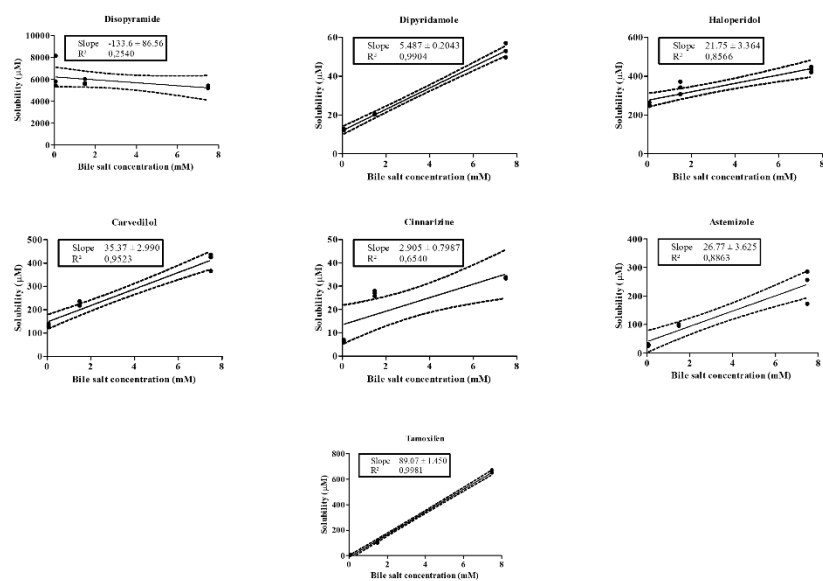 Disopyramide
Slope -133.6 ± 86.56
R² 0,2540
Solubility (µM)
10000
8000
6000
4000
2000
0
0 2 4 6 8
Bile salt concentration (mM)
Dipyridamole
Slope 5.487 ± 0.2043
R² 0,9904
Solubility (µM)
60
40
20
0
0 2 4 6 8
Bile salt concentration (mM)
Haloperidol
Slope 21.75 ± 3.364
R² 0,8566
Solubility (µM)
600
400
200
0
0 2 4 6 8
Bile salt concentration (mM)
Carvedilol
Slope 35.37 ± 2.990
R² 0,9523
Solubility (µM)
500
400
300
200
100
0
0 2 4 6 8
Bile salt concentration (mM)
Cinnarizine
Slope 2.905 ± 0.7987
R² 0,6540
Solubility (µM)
50
40
30
20
10
0
0 2 4 6 8
Bile salt concentration (mM)
Astemizole
Slope 26.77 ± 3.625
R² 0,8863
Solubility (µM)
400
300
200
100
0
0 2 4 6 8
Bile salt concentration (mM)
Tamoxifen
Slope 89.07 ± 1.450
R² 0,9981
Solubility (µM)
800
600
400
200
0
0 2 4 6 8
Bile salt concentration (mM)